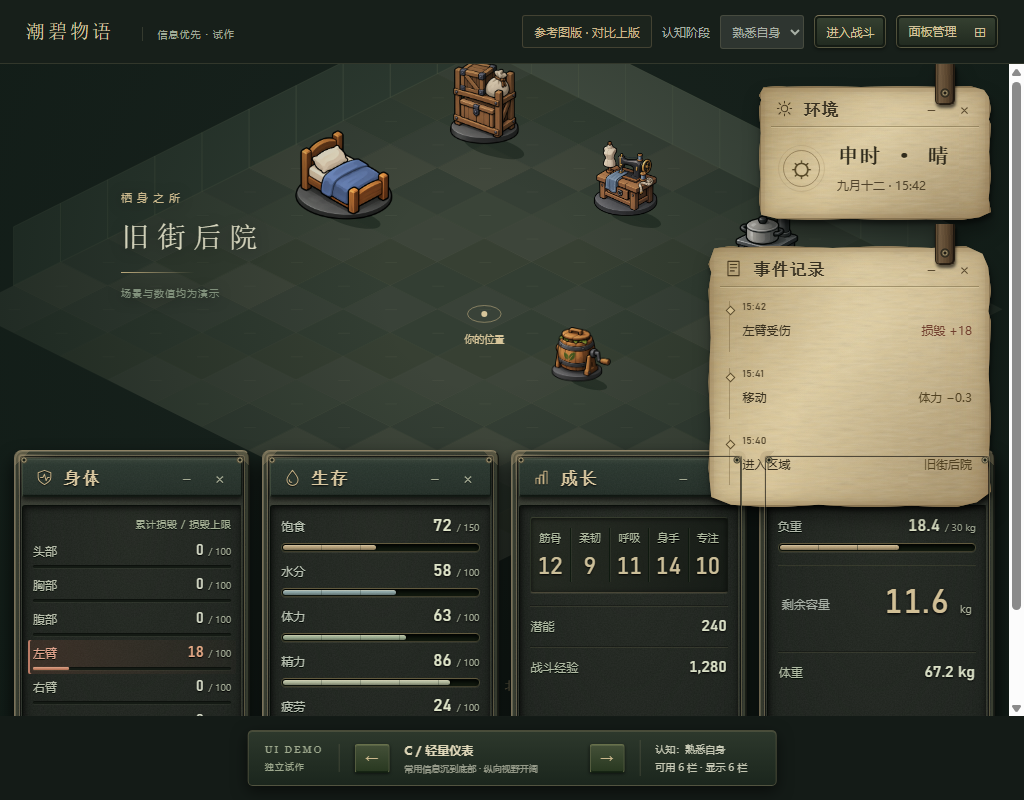 潮碧物语
信息优先 · 试作
参考图版 · 对比上版
认知阶段
熟悉自身
进入战斗
面板管理
栖身之所
旧街后院
场景与数值均为演示
你的位置
环境
申时 • 晴
九月十二 · 15:42
事件记录
15:42
左臂受伤 损毁 +18
15:41
移动 体力 −0.3
15:40
进入区域 旧街后院
身体
累计损毁 / 损毁上限
头部 0 / 100
胸部 0 / 100
腹部 0 / 100
左臂 18 / 100
右臂 0 / 100
生存
饱食 72 / 150
水分 58 / 100
体力 63 / 100
精力 86 / 100
疲劳 24 / 100
成长
筋骨 柔韧 呼吸 身手 专注
12 9 11 14 10
潜能 240
战斗经验 1,280
负重 18.4 / 30 kg
剩余容量 11.6 kg
体重 67.2 kg
UI DEMO
独立试作
←
C / 轻量仪表
常用信息沉到底部 · 纵向视野开阔
→
认知：熟悉自身
可用 6 栏 · 显示 6 栏